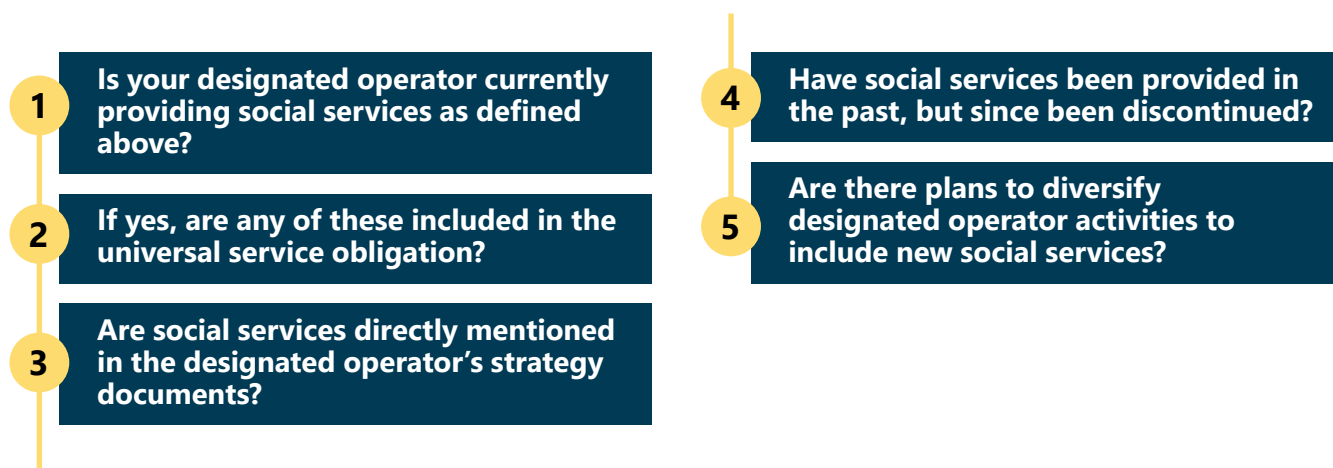 1
Is your designated operator currently
providing social services as defined
above?
2
If yes, are any of these included in the
universal service obligation?
3
Are social services directly mentioned
in the designated operator's strategy
documents?
4
Have social services been provided in
the past, but since been discontinued?
5
Are there plans to diversify
designated operator activities to
include new social services?